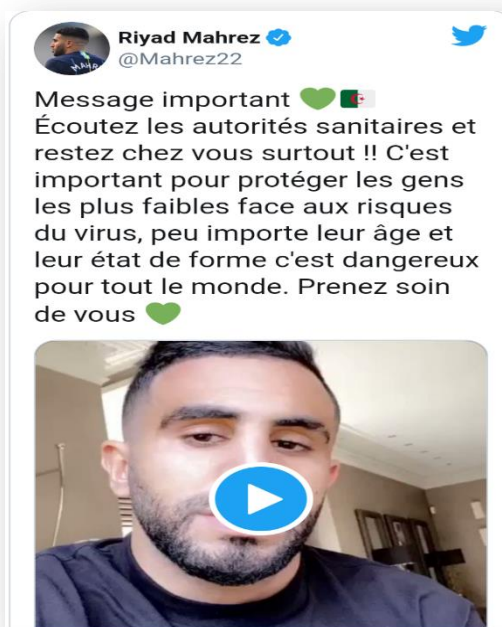 Riyad Mahrez
@Mahrez22
Message important 💚🇩🇿
Écoutez les autorités sanitaires et
restez chez vous surtout !! C'est
important pour protéger les gens
les plus faibles face aux risques
du virus, peu importe leur âge et
leur état de forme c'est dangereux
pour tout le monde. Prenez soin
de vous 💚